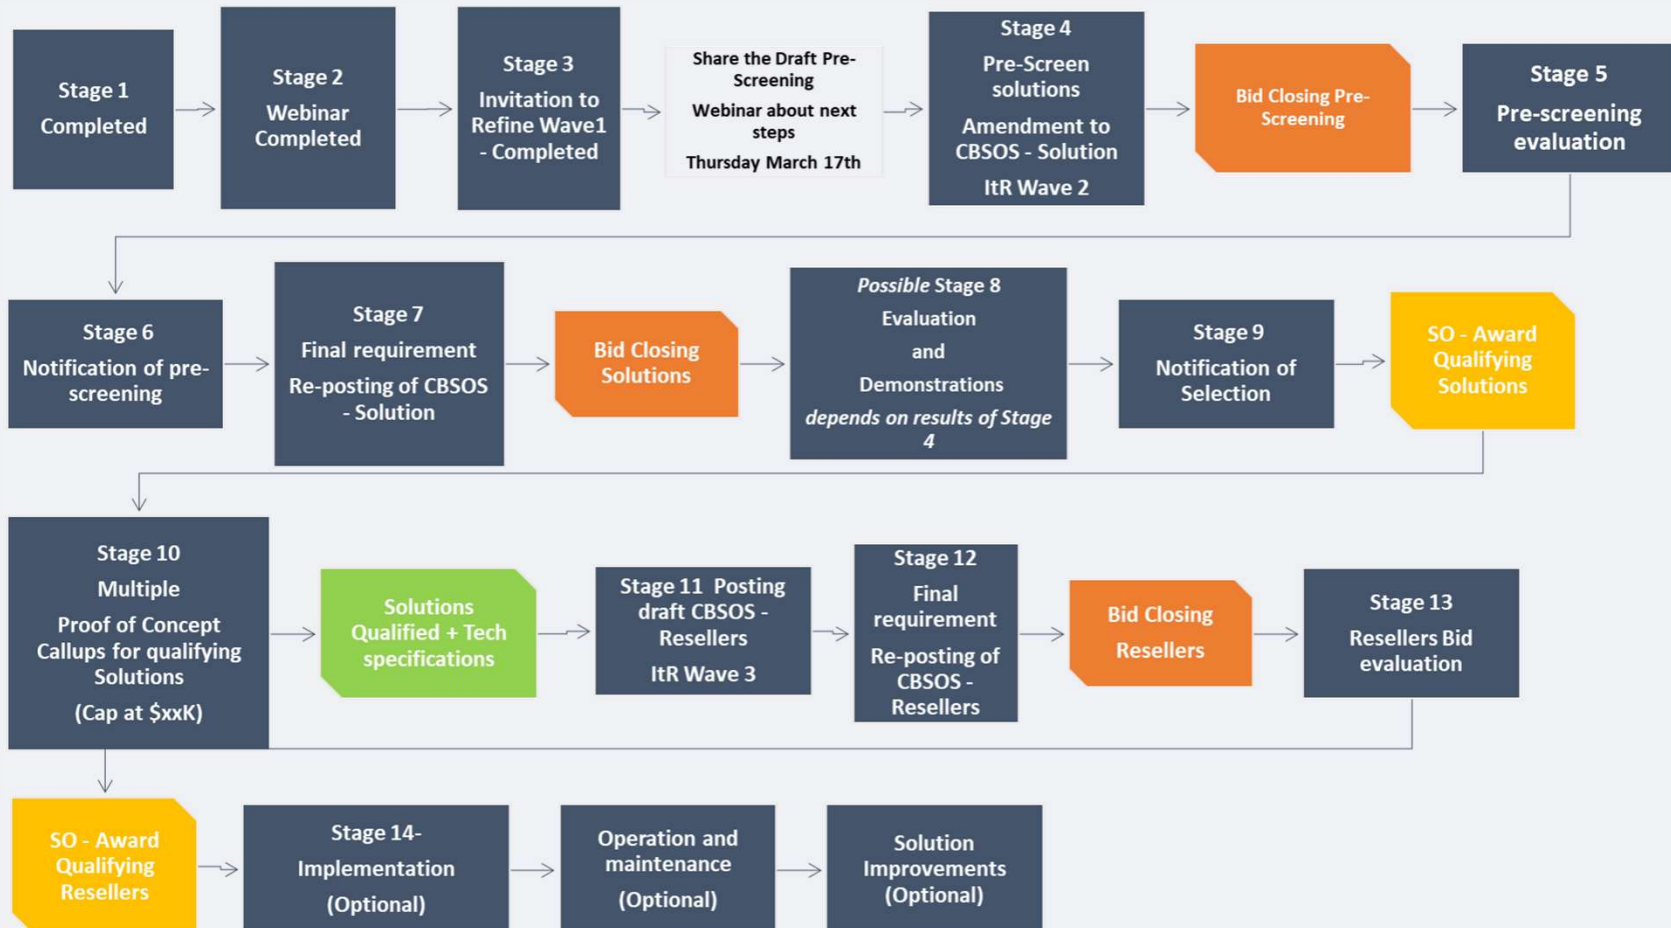 Stage 1
Completed
Stage 2
Webinar
Completed
Stage 3
Invitation to
Refine Wave1
- Completed
Share the Draft Pre-
Screening
Webinar about next
steps
Thursday March 17th
Stage 4
Pre-Screen
solutions
Amendment to
CBSOS - Solution
ItR Wave 2
Bid Closing Pre-
Screening
Stage 5
Pre-screening
evaluation
Stage 6
Notification of pre-
screening
Stage 7
Final requirement
Re-posting of CBSOS
- Solution
Bid Closing
Solutions
Possible Stage 8
Evaluation
and
Demonstrations
depends on results of Stage
4
Stage 9
Notification of
Selection
SO - Award
Qualifying
Solutions
Stage 10
Multiple
Proof of Concept
Callups for qualifying
Solutions
(Cap at $xxK)
Solutions
Qualified + Tech
specifications
Stage 11  Posting
draft CBSOS -
Resellers
ItR Wave 3
Stage 12
Final
requirement
Re-posting of
CBSOS -
Resellers
Bid Closing
Resellers
Stage 13
Resellers Bid
evaluation
SO - Award
Qualifying
Resellers
Stage 14-
Implementation
(Optional)
Operation and
maintenance
(Optional)
Solution
Improvements
(Optional)